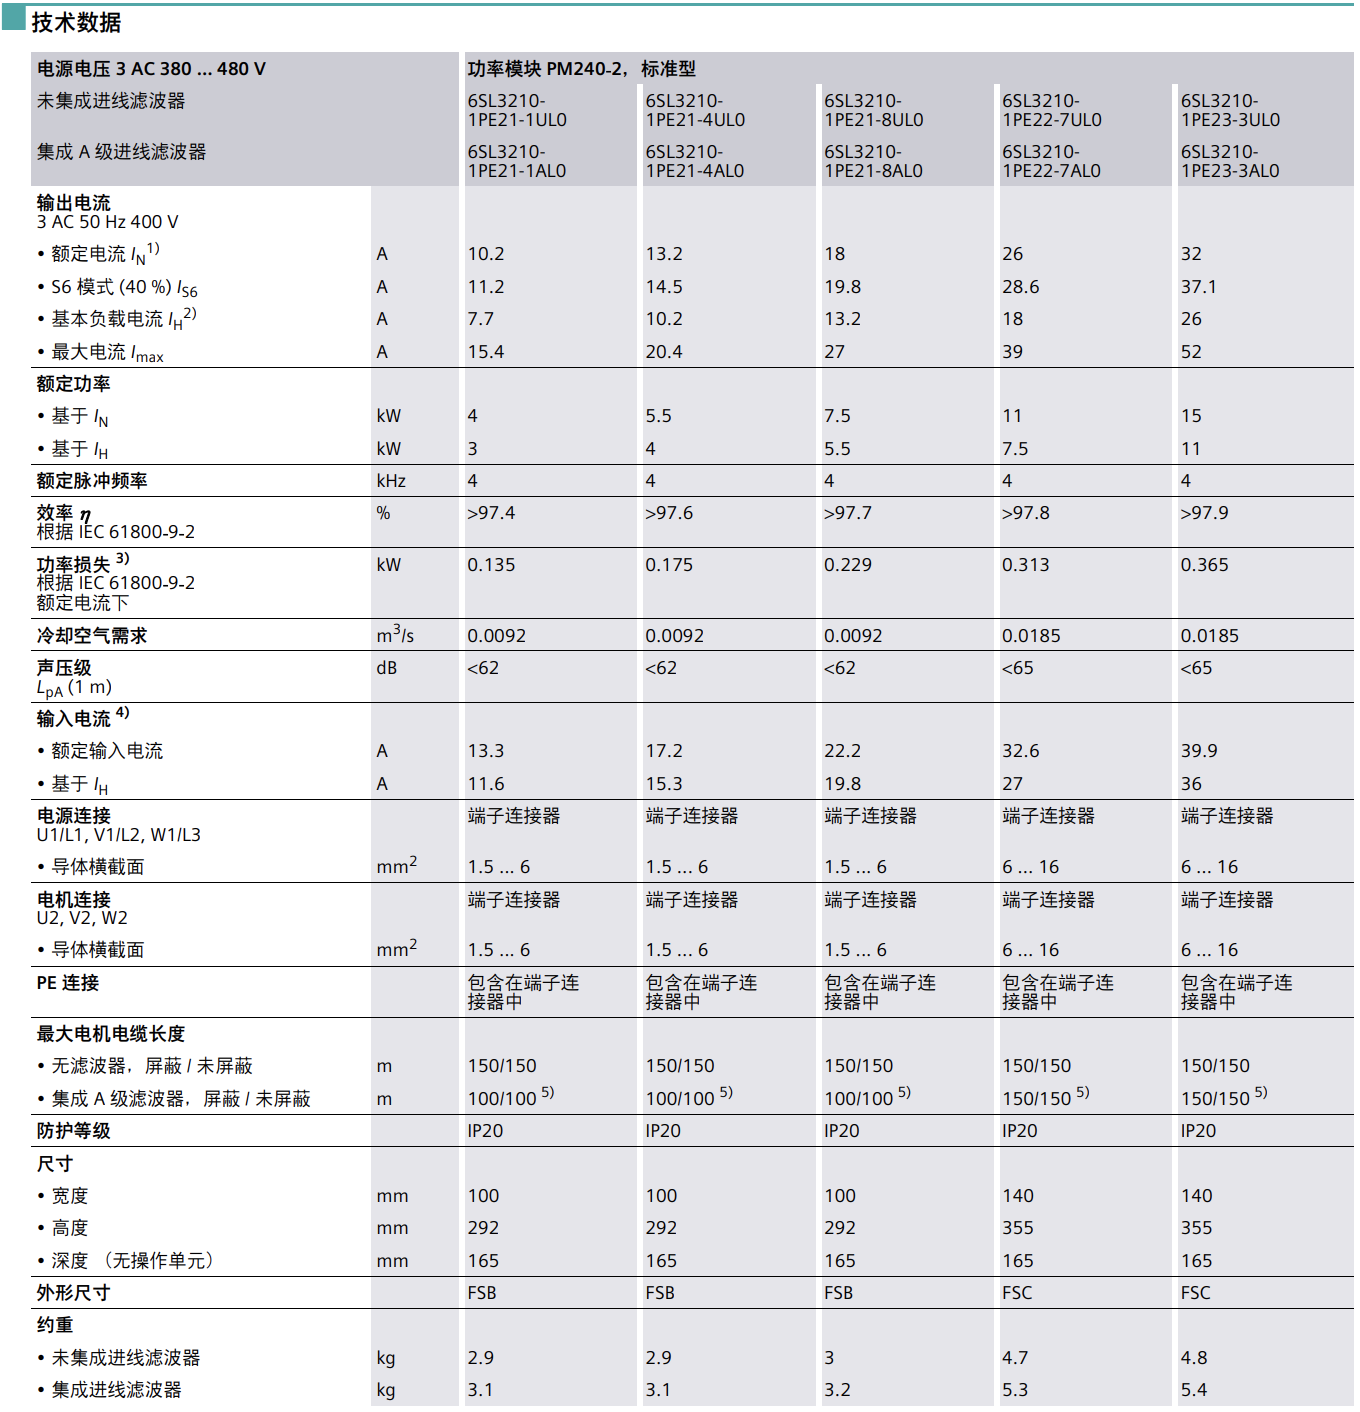 技术数据
电源电压 3 AC 380 ... 480 V 功率模块 PM240-2，标准型
未集成进线滤波器 6SL3210- 6SL3210- 6SL3210- 6SL3210- 6SL3210-
1PE21-1UL0 1PE21-4UL0 1PE21-8UL0 1PE22-7UL0 1PE23-3UL0
集成 A 级进线滤波器 6SL3210- 6SL3210- 6SL3210- 6SL3210- 6SL3210-
1PE21-1AL0 1PE21-4AL0 1PE21-8AL0 1PE22-7AL0 1PE23-3AL0
输出电流
3 AC 50 Hz 400 V
• 额定电流 IN1) A 10.2 13.2 18 26 32
• S6 模式 (40 %) IS6 A 11.2 14.5 19.8 28.6 37.1
• 基本负载电流 IH2) A 7.7 10.2 13.2 18 26
• 最大电流 Imax A 15.4 20.4 27 39 52
额定功率
• 基于 IN kW 4 5.5 7.5 11 15
• 基于 IH kW 3 4 5.5 7.5 11
额定脉冲频率 kHz 4 4 4 4 4
效率 η % >97.4 >97.6 >97.7 >97.8 >97.9
根据 IEC 61800-9-2
功率损失 3) kW 0.135 0.175 0.229 0.313 0.365
根据 IEC 61800-9-2
额定电流下
冷却空气需求 m3/s 0.0092 0.0092 0.0092 0.0185 0.0185
声压级 dB <62 <62 <62 <65 <65
LpA (1 m)
输入电流 4)
• 额定输入电流 A 13.3 17.2 22.2 32.6 39.9
• 基于 IH A 11.6 15.3 19.8 27 36
电源连接 端子连接器 端子连接器 端子连接器 端子连接器 端子连接器
U1/L1, V1/L2, W1/L3
• 导体横截面 mm2 1.5 ... 6 1.5 ... 6 1.5 ... 6 6 ... 16 6 ... 16
电机连接 端子连接器 端子连接器 端子连接器 端子连接器 端子连接器
U2, V2, W2
• 导体横截面 mm2 1.5 ... 6 1.5 ... 6 1.5 ... 6 6 ... 16 6 ... 16
PE 连接 包含在端子连 包含在端子连 包含在端子连 包含在端子连 包含在端子连
接器中 接器中 接器中 接器中 接器中
最大电机电缆长度
• 无滤波器，屏蔽 / 未屏蔽 m 150/150 150/150 150/150 150/150 150/150
• 集成 A 级滤波器，屏蔽 / 未屏蔽 m 100/100 5) 100/100 5) 100/100 5) 150/150 5) 150/150 5)
防护等级 IP20 IP20 IP20 IP20 IP20
尺寸
• 宽度 mm 100 100 100 140 140
• 高度 mm 292 292 292 355 355
• 深度 （无操作单元） mm 165 165 165 165 165
外形尺寸 FSB FSB FSB FSC FSC
约重
• 未集成进线滤波器 kg 2.9 2.9 3 4.7 4.8
• 集成进线滤波器 kg 3.1 3.1 3.2 5.3 5.4